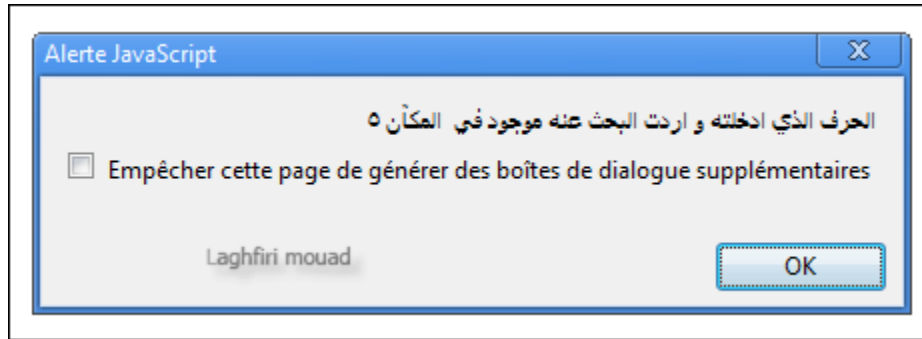 Alerte JavaScript
الحرف الذي ادخلته و اردت البحث عنه موجود في المكآن ٥
Empêcher cette page de générer des boîtes de dialogue supplémentaires
Laghfiri mouad
OK